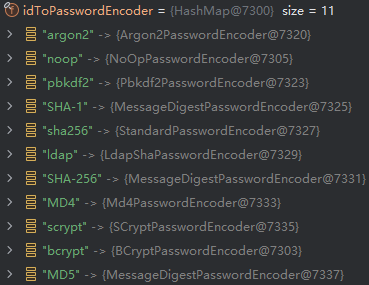 idToPasswordEncoder = {HashMap@7300} size = 11
"argon2" -> {Argon2PasswordEncoder@7320}
"noop" -> {NoOpPasswordEncoder@7305}
"pbkdf2" -> {Pbkdf2PasswordEncoder@7323}
"SHA-1" -> {MessageDigestPasswordEncoder@7325}
"sha256" -> {StandardPasswordEncoder@7327}
"ldap" -> {LdapShaPasswordEncoder@7329}
"SHA-256" -> {MessageDigestPasswordEncoder@7331}
"MD4" -> {Md4PasswordEncoder@7333}
"scrypt" -> {SCryptPasswordEncoder@7335}
"bcrypt" -> {BCryptPasswordEncoder@7303}
"MD5" -> {MessageDigestPasswordEncoder@7337}